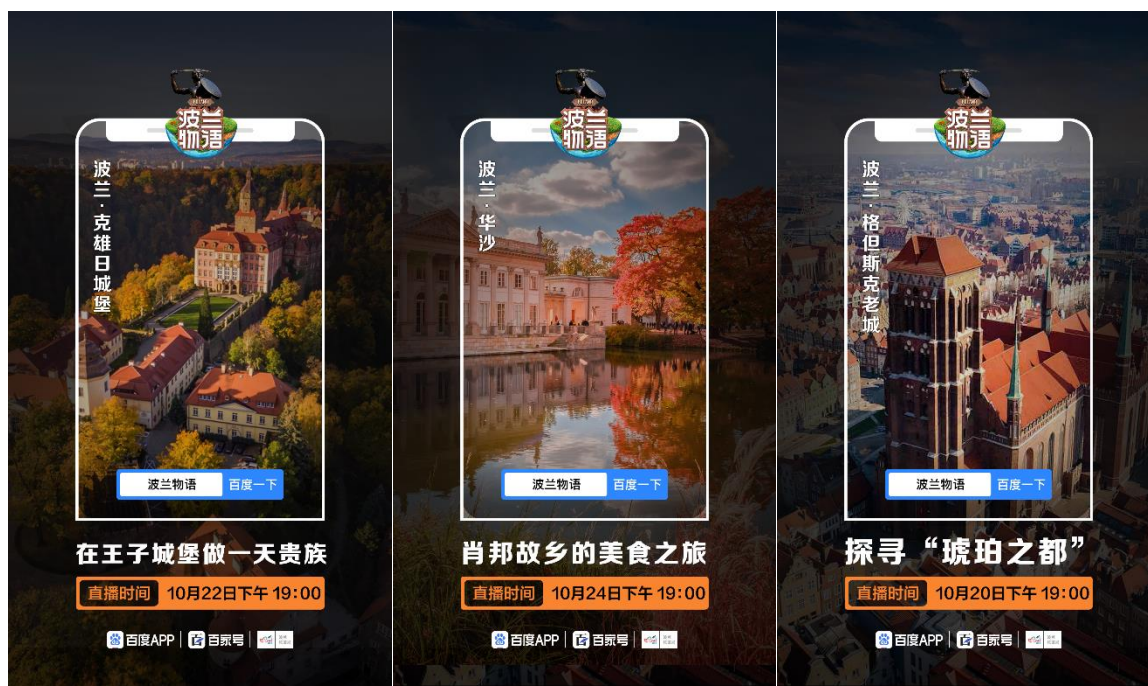 波兰物语
波兰·克雄日城堡
波兰物语 百度一下
在王子城堡做一天贵族
直播时间 10月22日下午 19:00
百度APP 百家号
波兰物语
波兰·华沙
波兰物语 百度一下
肖邦故乡的美食之旅
直播时间 10月24日下午 19:00
百度APP 百家号
波兰物语
波兰·格但斯克老城
波兰物语 百度一下
探寻“琥珀之都”
直播时间 10月20日下午 19:00
百度APP 百家号